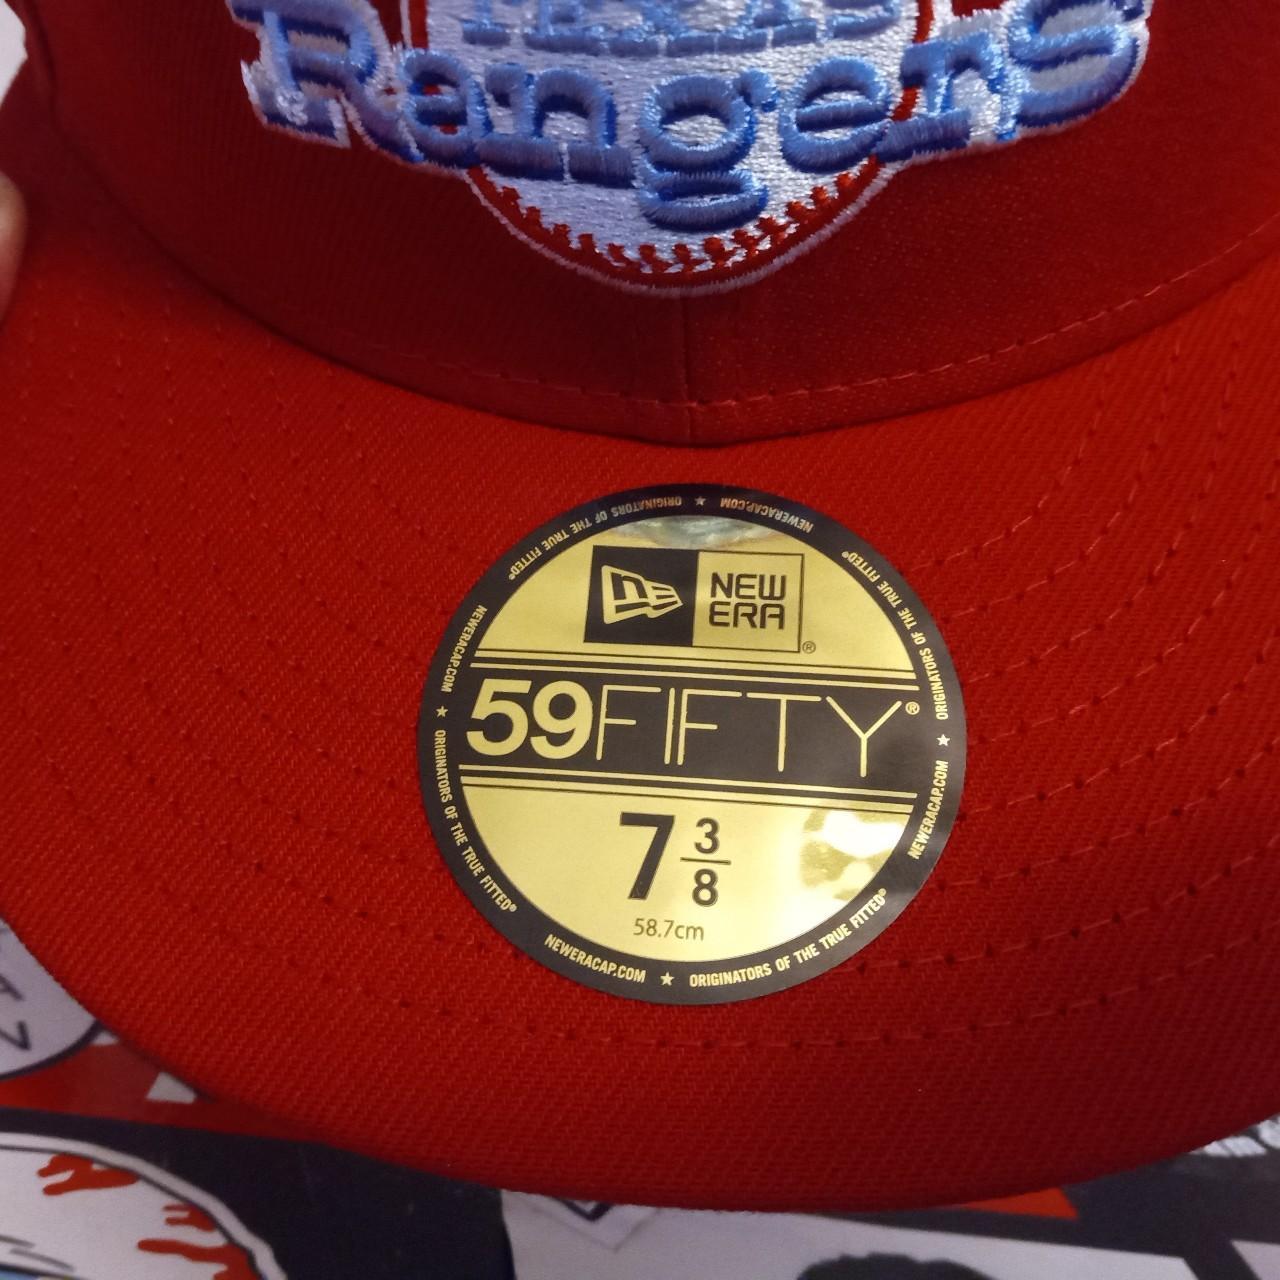 Rangers
NEW
ERA
®
59FIFTY®
7 3/8
58.7cm
NEWERACAP.COM ★ ORIGINATORS OF THE TRUE FITTED®
NEWERACAP.COM ★ ORIGINATORS OF THE TRUE FITTED®
NEWERACAP.COM ★ ORIGINATORS OF THE TRUE FITTED®
NEWERACAP.COM ★ ORIGINATORS OF THE TRUE FITTED®